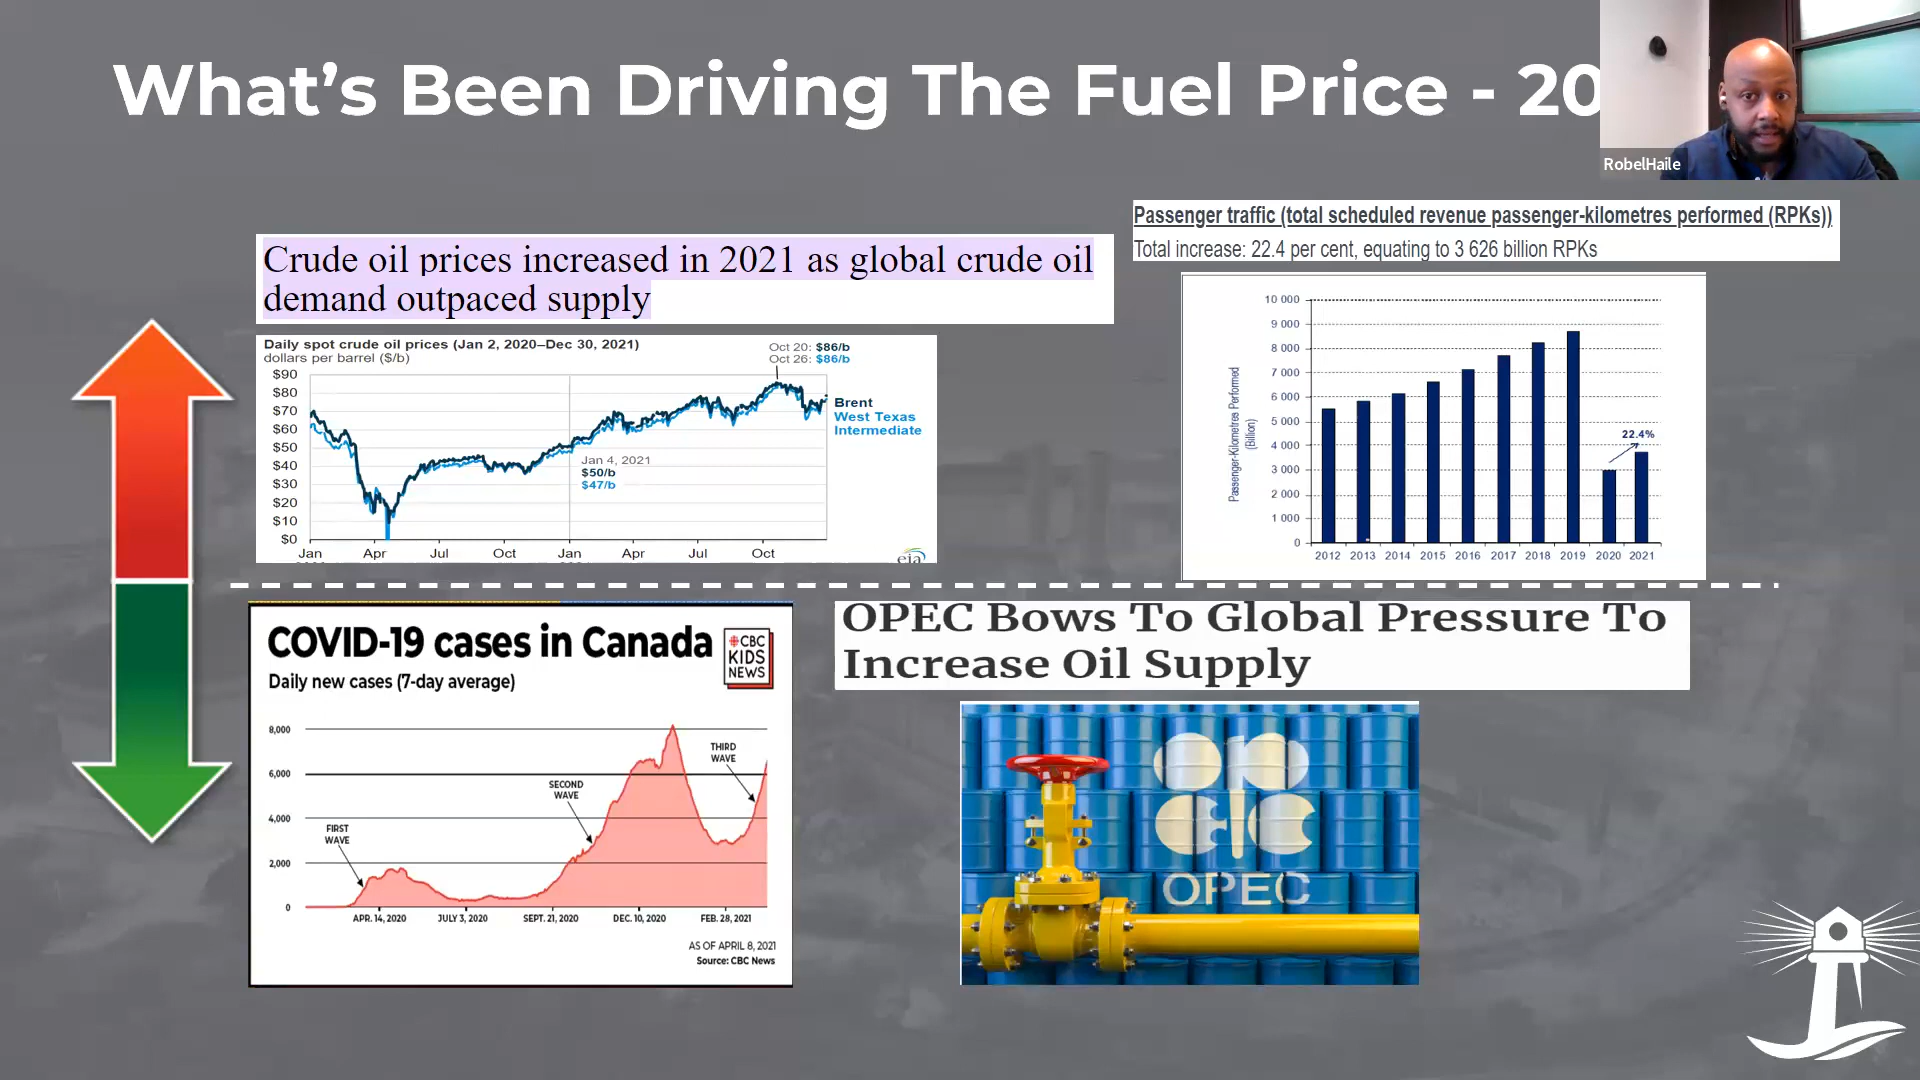 What's Been Driving The Fuel Price - 20
RobelHaile
Passenger traffic (total scheduled revenue passenger-kilometres performed (RPKs))
Total increase: 22.4 per cent, equating to 3 626 billion RPKs
Crude oil prices increased in 2021 as global crude oil
demand outpaced supply
Daily spot crude oil prices (Jan 2, 2020–Dec 30, 2021)
dollars per barrel ($/b)
Oct 20: $86/b
Oct 26: $86/b
$90
$80
$70
$60
$50
$40
$30
$20
$10
$0
Brent
West Texas
Intermediate
Jan 4, 2021
$50/b
$47/b
Jan Apr Jul Oct Jan Apr Jul Oct
eia
Passenger-Kilometres Performed
(Billion)
10 000
9 000
8 000
7 000
6 000
5 000
4 000
3 000
2 000
1 000
0
22.4%
2012 2013 2014 2015 2016 2017 2018 2019 2020 2021
COVID-19 cases in Canada
CBC
KIDS
NEWS
Daily new cases (7-day average)
8,000
6,000
4,000
2,000
0
FIRST
WAVE
SECOND
WAVE
THIRD
WAVE
APR. 14, 2020 JULY 3, 2020 SEPT. 21, 2020 DEC. 10, 2020 FEB. 28, 2021
AS OF APRIL 8, 2021
Source: CBC News
OPEC Bows To Global Pressure To
Increase Oil Supply
opec
OPEC